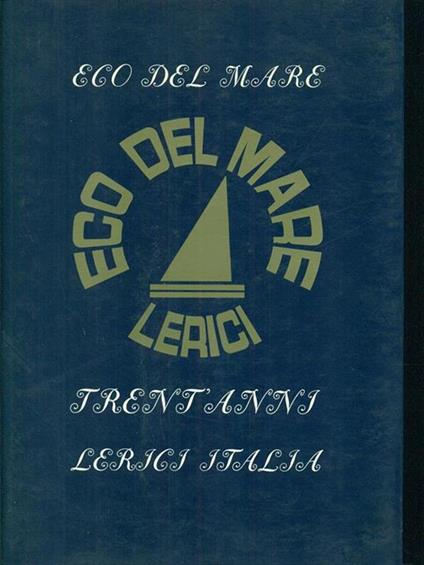 ECO DEL MARE
ECO DEL MARE
LERICI
TRENT'ANNI
LERICI ITALIA